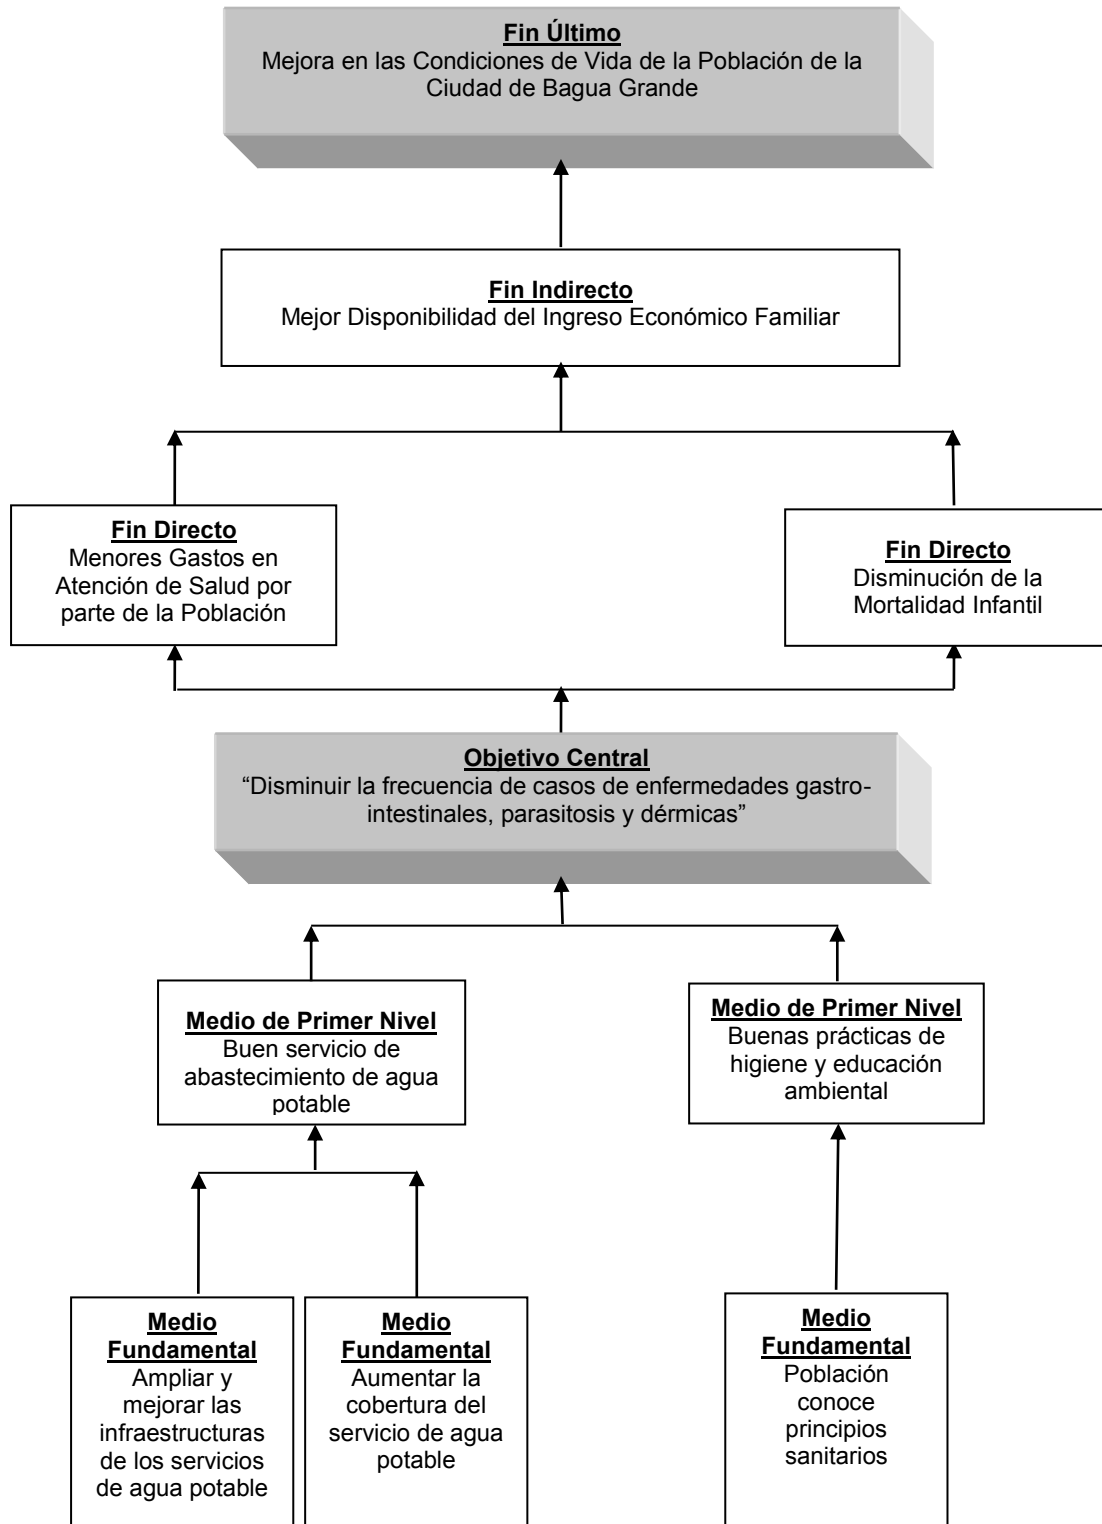 Fin Último
Mejora en las Condiciones de Vida de la Población de la
Ciudad de Bagua Grande
Fin Indirecto
Mejor Disponibilidad del Ingreso Económico Familiar
Fin Directo
Menores Gastos en
Atención de Salud por
parte de la Población
Fin Directo
Disminución de la
Mortalidad Infantil
Objetivo Central
“Disminuir la frecuencia de casos de enfermedades gastro-
intestinales, parasitosis y dérmicas”
Medio de Primer Nivel
Buen servicio de
abastecimiento de agua
potable
Medio de Primer Nivel
Buenas prácticas de
higiene y educación
ambiental
Medio
Fundamental
Ampliar y
mejorar las
infraestructuras
de los servicios
de agua potable
Medio
Fundamental
Aumentar la
cobertura del
servicio de agua
potable
Medio
Fundamental
Población
conoce
principios
sanitarios